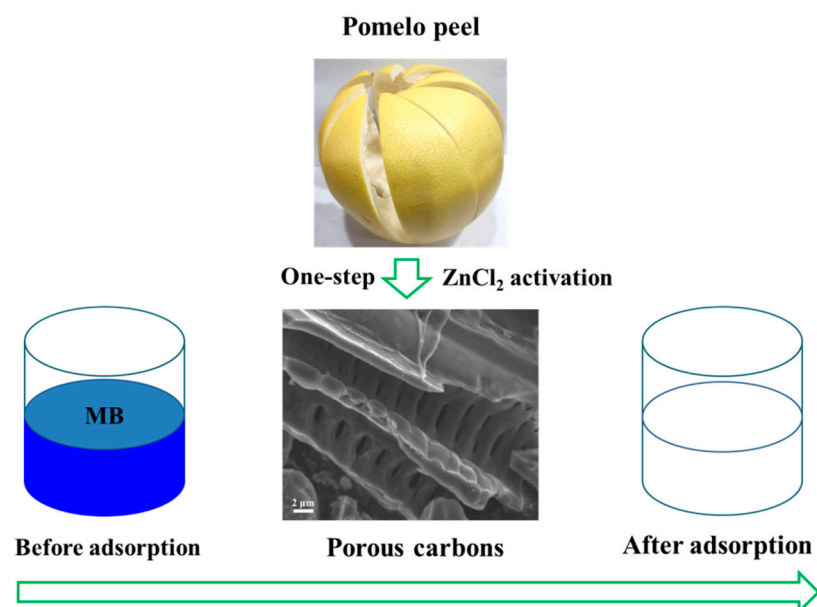 Pomelo peel
One-step ZnCl₂ activation
MB
2 μm
Before adsorption
Porous carbons
After adsorption